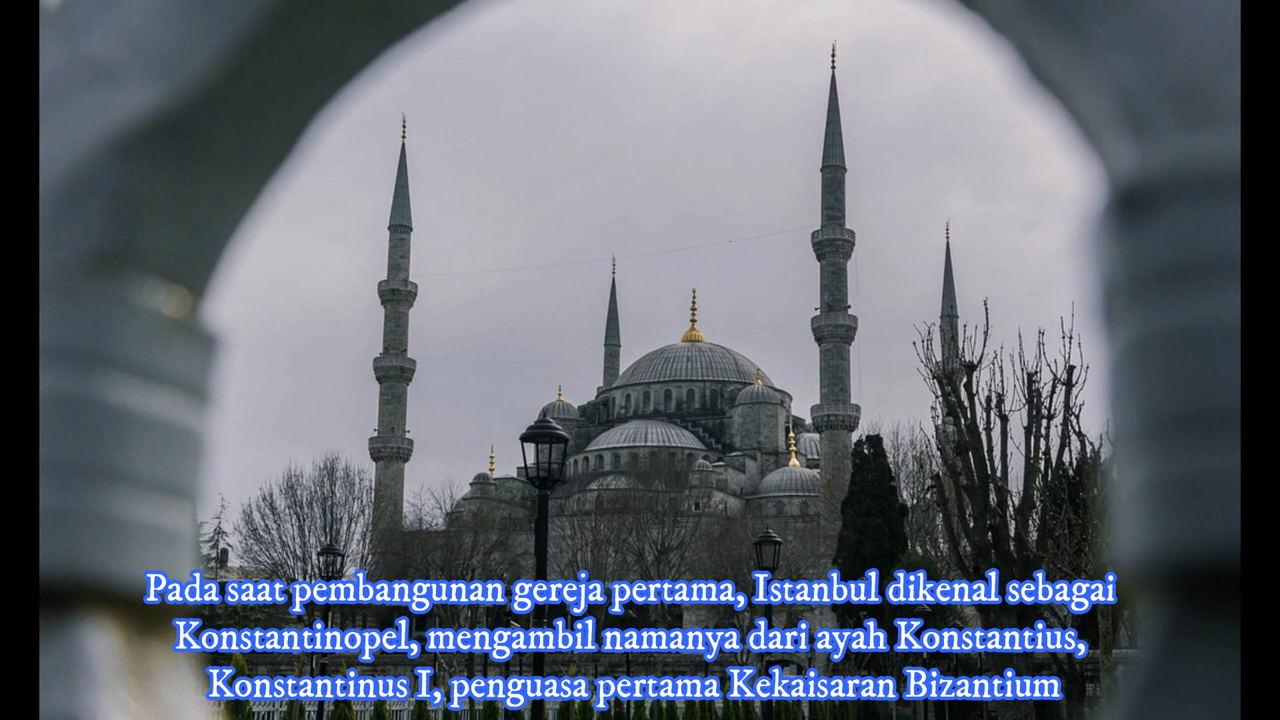 Pada saat pembangunan gereja pertama, Istanbul dikenal sebagai
Konstantinopel, mengambil namanya dari ayah Konstantius,
Konstantinus I, penguasa pertama Kekaisaran Bizantium